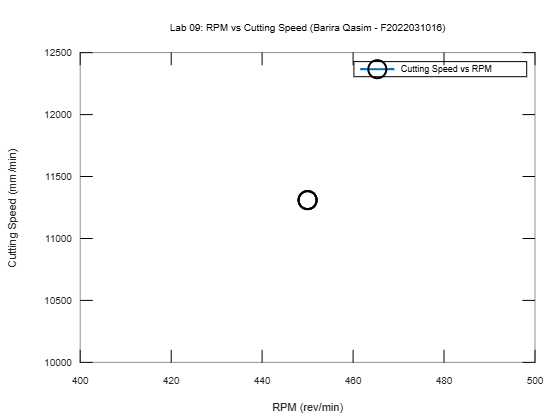 Lab 09: RPM vs Cutting Speed (Barira Qasim - F2022031016)
12500
Cutting Speed vs RPM
12000
11500
11000
10500
10000
Cutting Speed (mm/min)
400 420 440 460 480 500
RPM (rev/min)